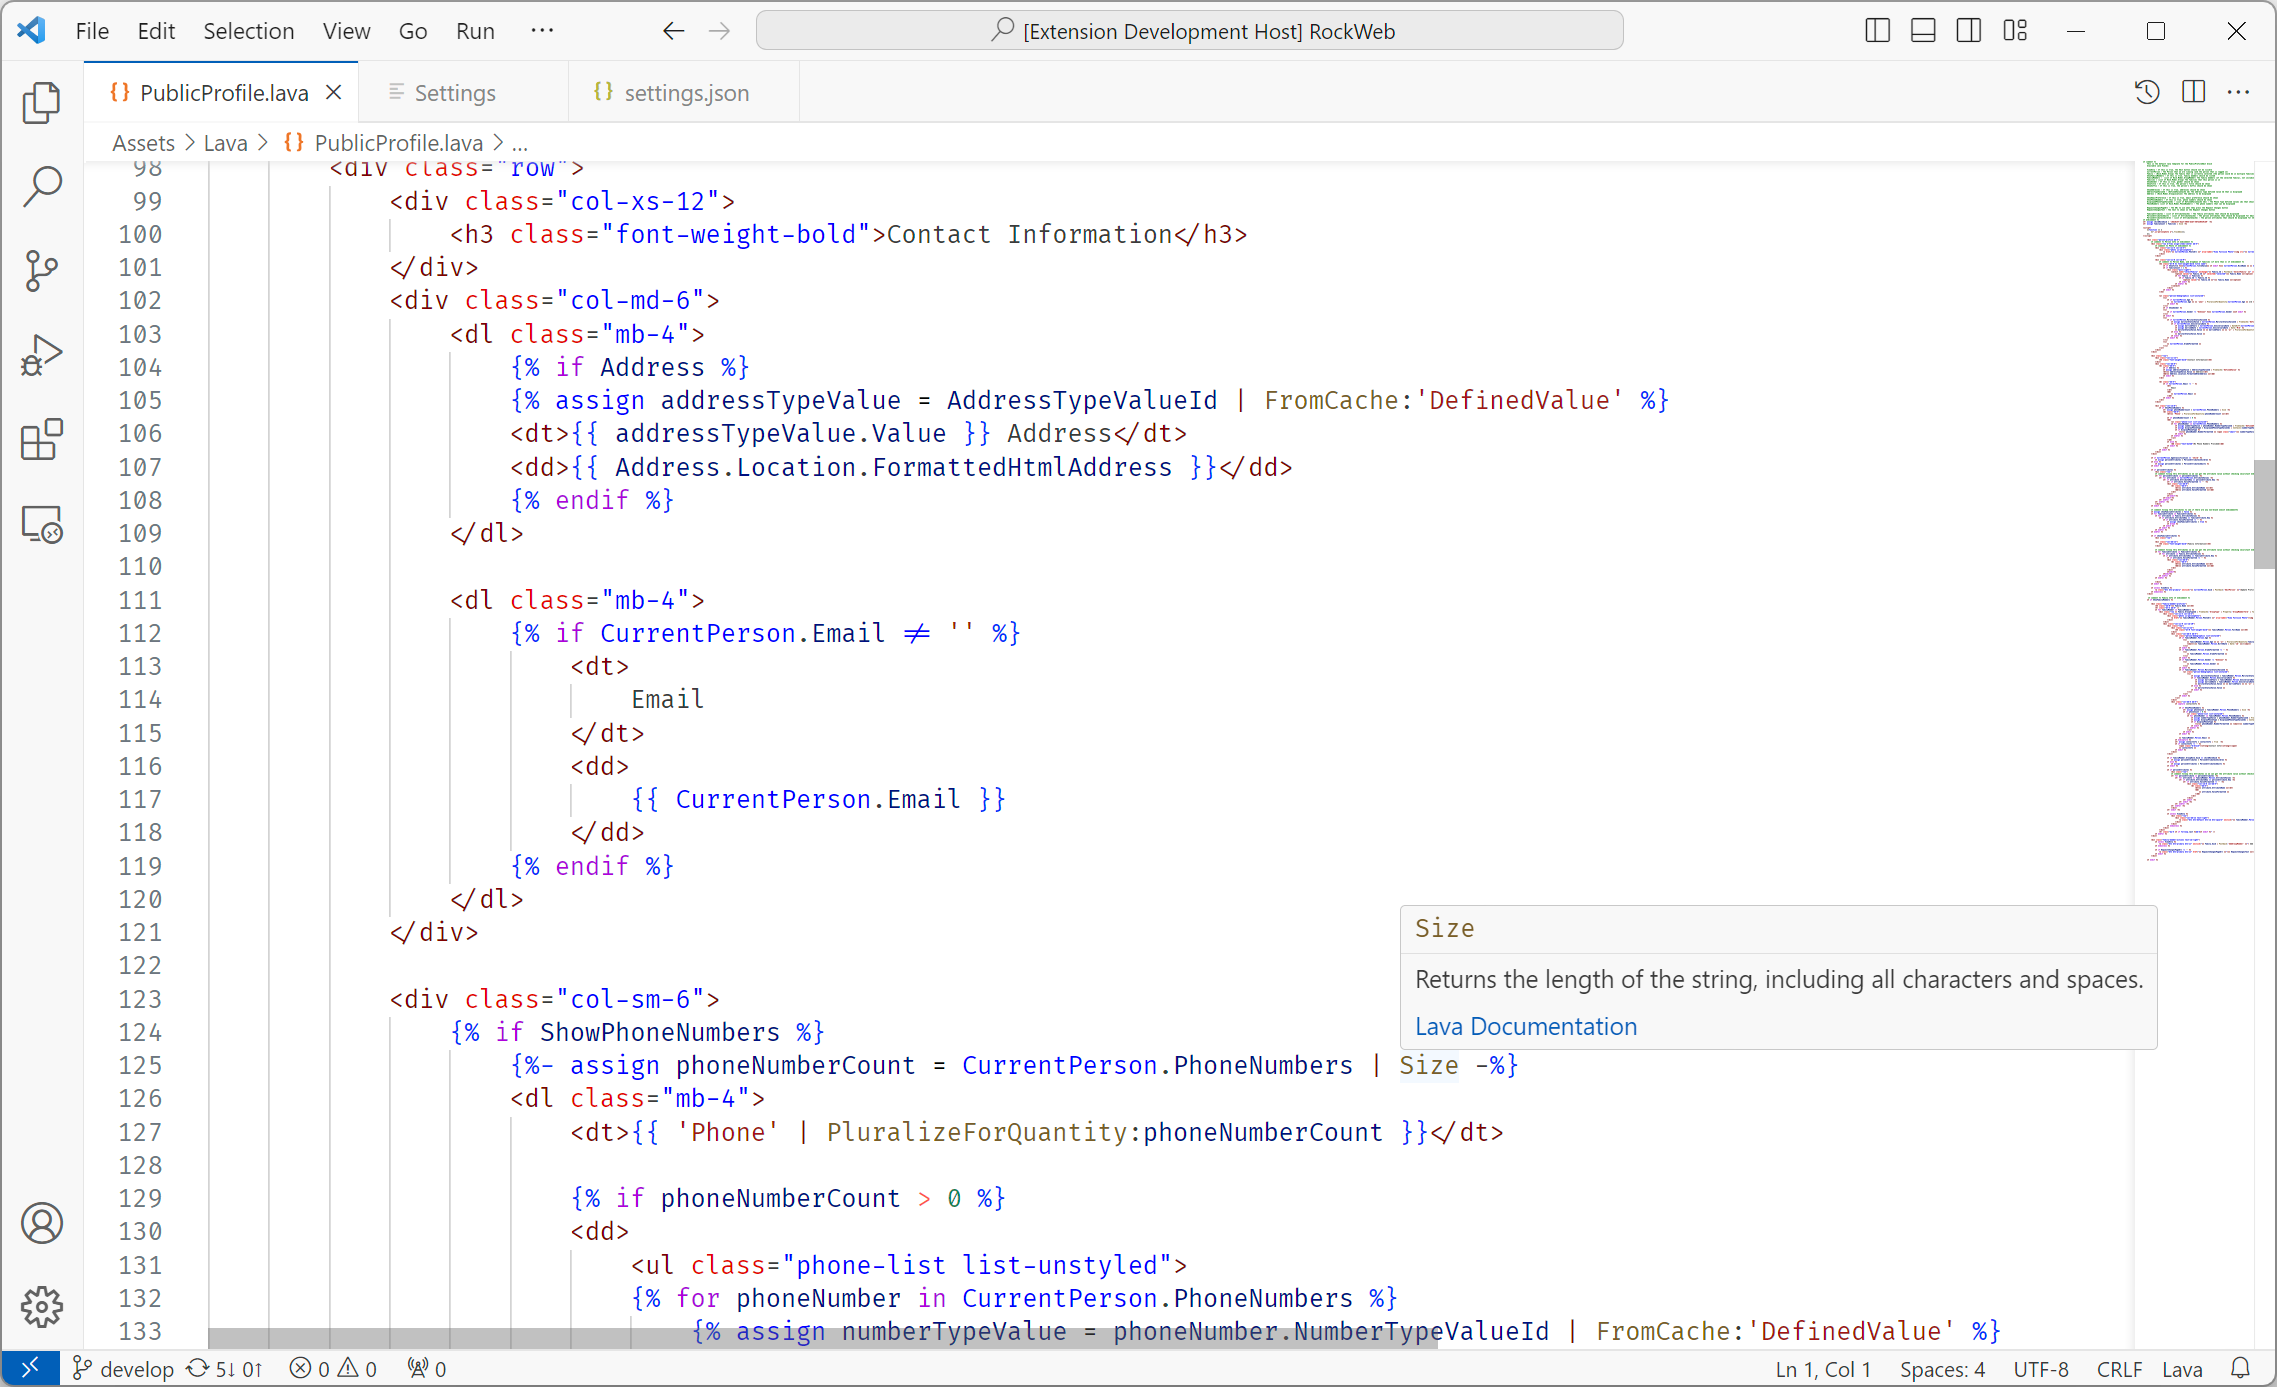 File Edit Selection View Go Run ···
[Extension Development Host] RockWeb
PublicProfile.lava Settings settings.json
Assets > Lava > {} PublicProfile.lava > ...
98 <div class="row">
99 <div class="col-xs-12">
100 <h3 class="font-weight-bold">Contact Information</h3>
101 </div>
102 <div class="col-md-6">
103 <dl class="mb-4">
104 {% if Address %}
105 {% assign addressTypeValue = AddressTypeValueId | FromCache:'DefinedValue' %}
106 <dt>{{ addressTypeValue.Value }} Address</dt>
107 <dd>{{ Address.Location.FormattedHtmlAddress }}</dd>
108 {% endif %}
109 </dl>
110
111 <dl class="mb-4">
112 {% if CurrentPerson.Email != '' %}
113 <dt>
114 Email
115 </dt>
116 <dd>
117 {{ CurrentPerson.Email }}
118 </dd>
119 {% endif %}
120 </dl>
121 </div>
122
123 <div class="col-sm-6">
124 {% if ShowPhoneNumbers %}
125 {%- assign phoneNumberCount = CurrentPerson.PhoneNumbers | Size -%}
126 <dl class="mb-4">
127 <dt>{{ 'Phone' | PluralizeForQuantity:phoneNumberCount }}</dt>
128
129 {% if phoneNumberCount > 0 %}
130 <dd>
131 <ul class="phone-list list-unstyled">
132 {% for phoneNumber in CurrentPerson.PhoneNumbers %}
133 {% assign numberTypeValue = phoneNumber.NumberTypeValueId | FromCache:'DefinedValue' %}
Size
Returns the length of the string, including all characters and spaces.
Lava Documentation
develop 5↓ 0↑ 0 0 0
Ln 1, Col 1 Spaces: 4 UTF-8 CRLF Lava